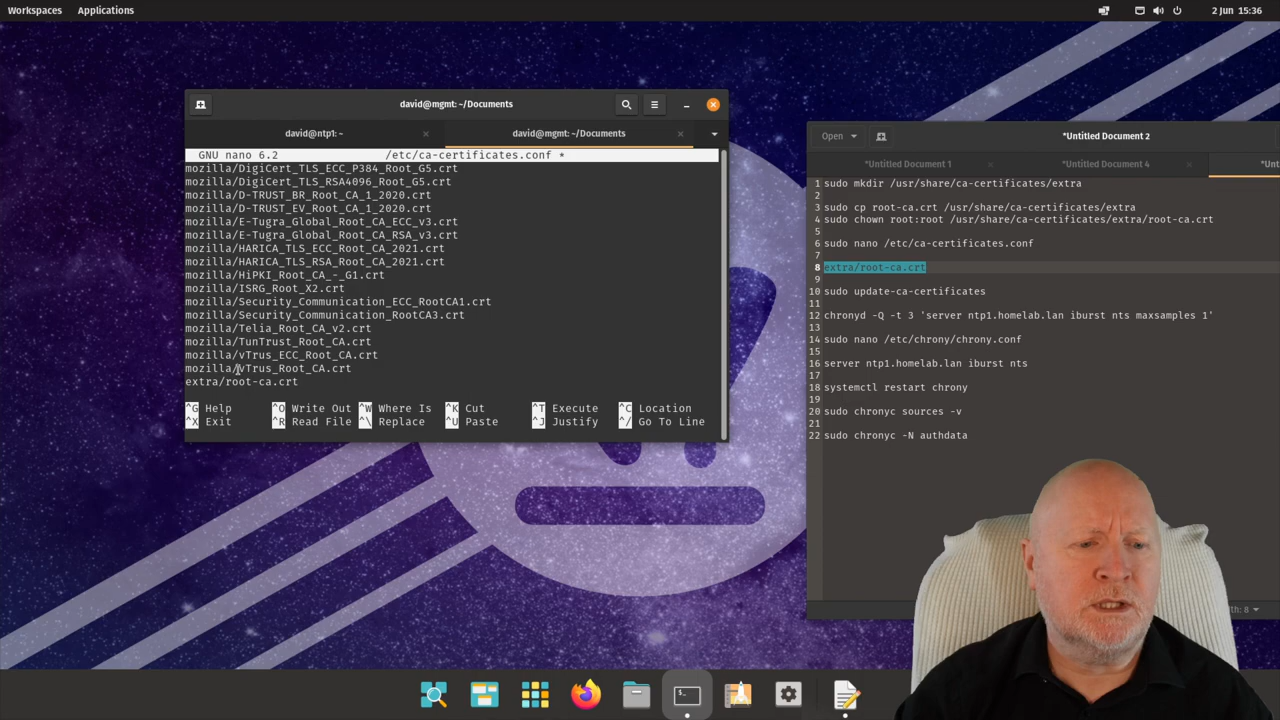 Workspaces Applications 2 Jun 15:36
david@mgmt: ~/Documents
david@ntp1: ~ david@mgmt: ~/Documents
GNU nano 6.2 /etc/ca-certificates.conf *
mozilla/DigiCert_TLS_ECC_P384_Root_G5.crt
mozilla/DigiCert_TLS_RSA4096_Root_G5.crt
mozilla/D-TRUST_BR_Root_CA_1_2020.crt
mozilla/D-TRUST_EV_Root_CA_1_2020.crt
mozilla/E-Tugra_Global_Root_CA_ECC_v3.crt
mozilla/E-Tugra_Global_Root_CA_RSA_v3.crt
mozilla/HARICA_TLS_ECC_Root_CA_2021.crt
mozilla/HARICA_TLS_RSA_Root_CA_2021.crt
mozilla/HiPKI_Root_CA_-_G1.crt
mozilla/ISRG_Root_X2.crt
mozilla/Security_Communication_ECC_RootCA1.crt
mozilla/Security_Communication_RootCA3.crt
mozilla/Telia_Root_CA_v2.crt
mozilla/TunTrust_Root_CA.crt
mozilla/vTrus_ECC_Root_CA.crt
mozilla/vTrus_Root_CA.crt
extra/root-ca.crt
^G Help ^O Write Out ^W Where Is ^K Cut ^T Execute ^C Location
^X Exit ^R Read File ^\ Replace ^U Paste ^J Justify ^/ Go To Line
Open *Untitled Document 2
*Untitled Document 1 *Untitled Document 4 *Unt
1 sudo mkdir /usr/share/ca-certificates/extra
2
3 sudo cp root-ca.crt /usr/share/ca-certificates/extra
4 sudo chown root:root /usr/share/ca-certificates/extra/root-ca.crt
5
6 sudo nano /etc/ca-certificates.conf
7
8 extra/root-ca.crt
9
10 sudo update-ca-certificates
11
12 chronyd -Q -t 3 'server ntp1.homelab.lan iburst nts maxsamples 1'
13
14 sudo nano /etc/chrony/chrony.conf
15
16 server ntp1.homelab.lan iburst nts
17
18 systemctl restart chrony
19
20 sudo chronyc sources -v
21
22 sudo chronyc -N authdata
th: 8